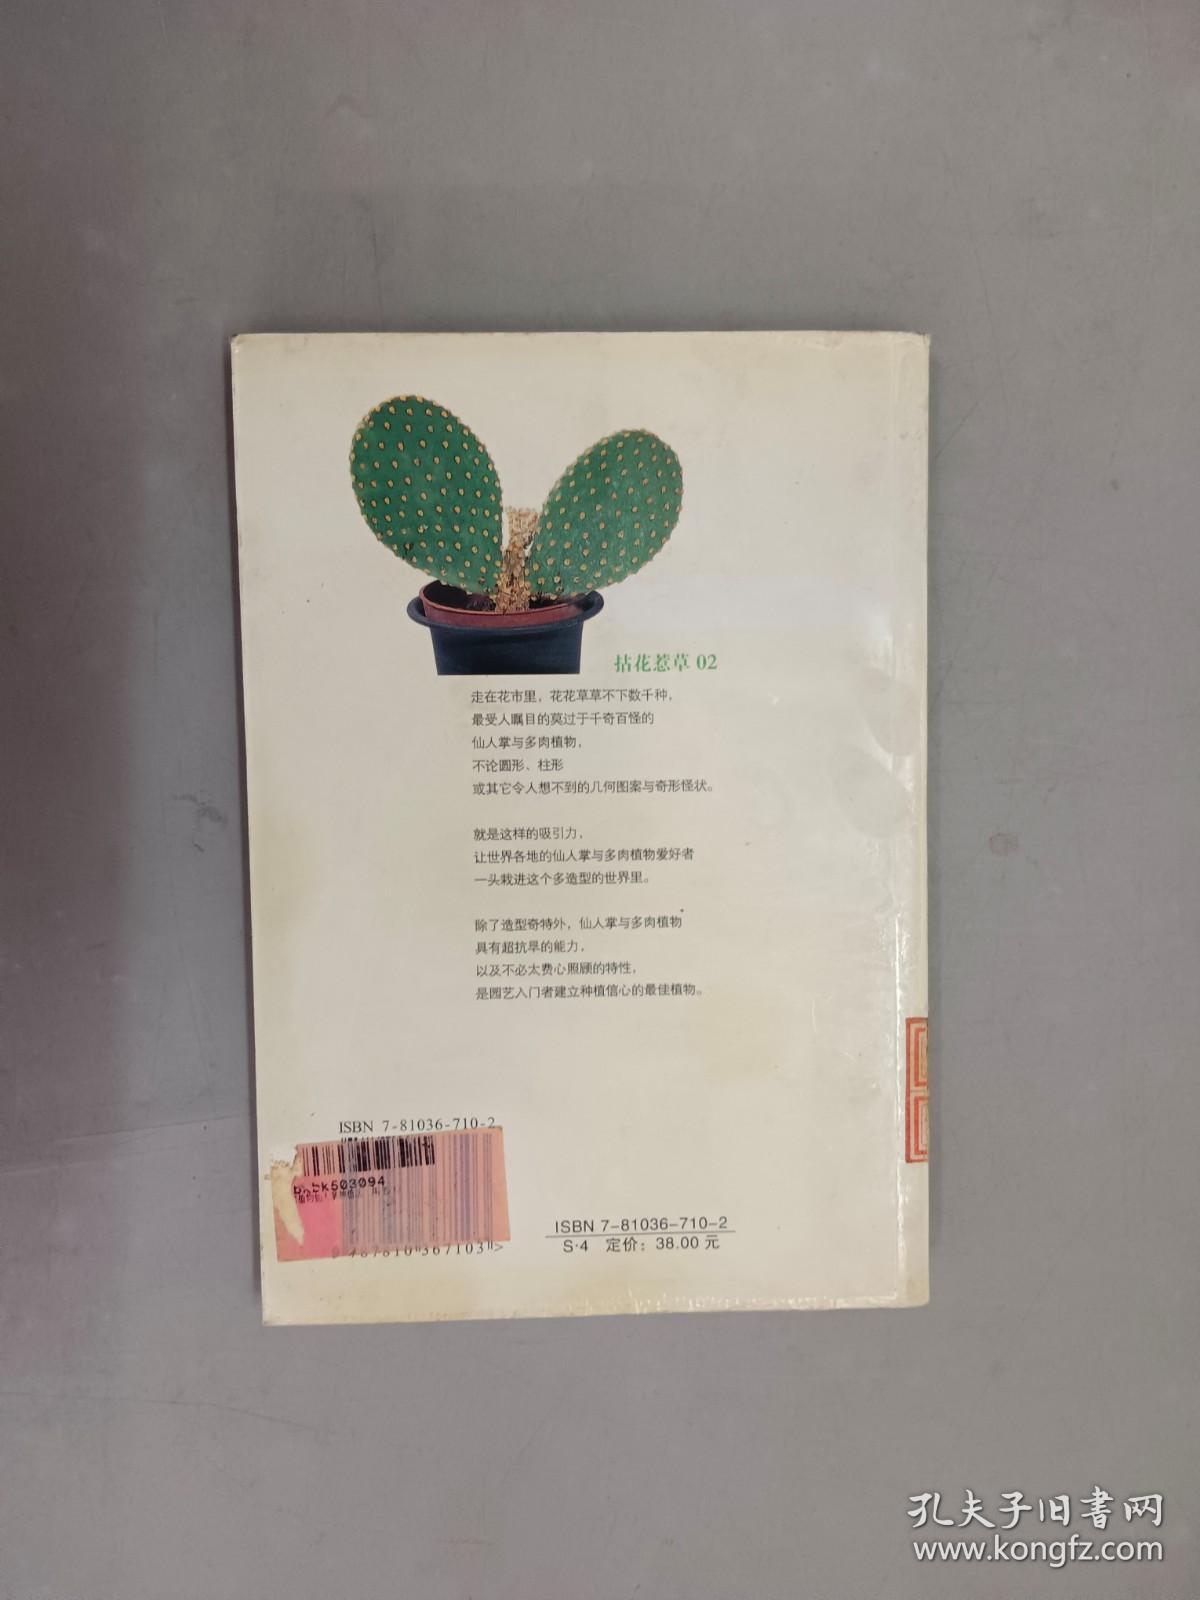 拈花惹草 02
走在花市里，花花草草不下数千种，
最受人瞩目的莫过于千奇百怪的
仙人掌与多肉植物，
不论圆形、柱形
或其它令人想不到的几何图案与奇形怪状。
就是这样的吸引力，
让世界各地的仙人掌与多肉植物爱好者
一头栽进这个多造型的世界里。
除了造型奇特外，仙人掌与多肉植物
具有超抗旱的能力，
以及不必太费心照顾的特性，
是园艺入门者建立种植信心的最佳植物。
ISBN 7-81036-710-2
k503094
787810 367103 >
ISBN 7-81036-710-2
S·4 定价：38.00 元
孔夫子旧书网
www.kongfz.com